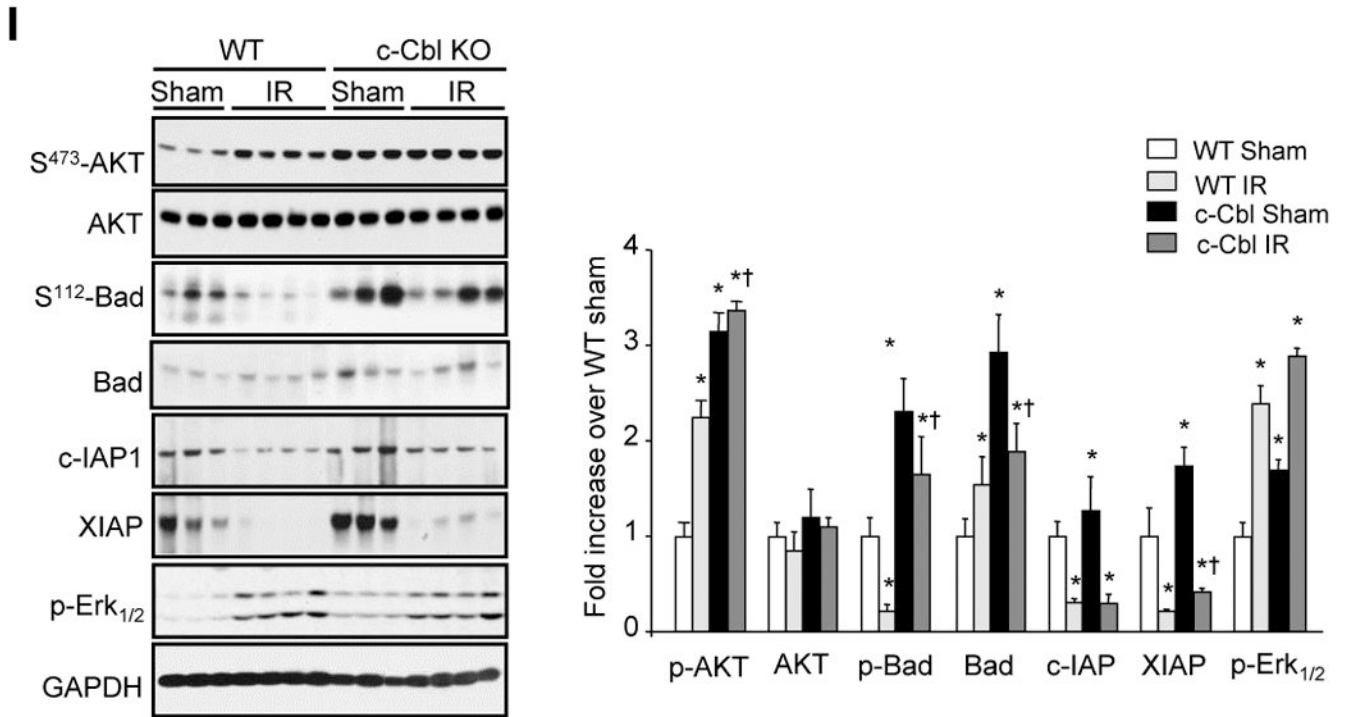 I
WT c-Cbl KO
Sham IR Sham IR
S473-AKT
AKT
S112-Bad
Bad
c-IAP1
XIAP
p-Erk1/2
GAPDH
WT Sham
WT IR
c-Cbl Sham
c-Cbl IR
Fold increase over WT sham
4
3
2
1
0
* * *†
* * *†
* * *†
* * *
* * *†
* * *
p-AKT AKT p-Bad Bad c-IAP XIAP p-Erk1/2